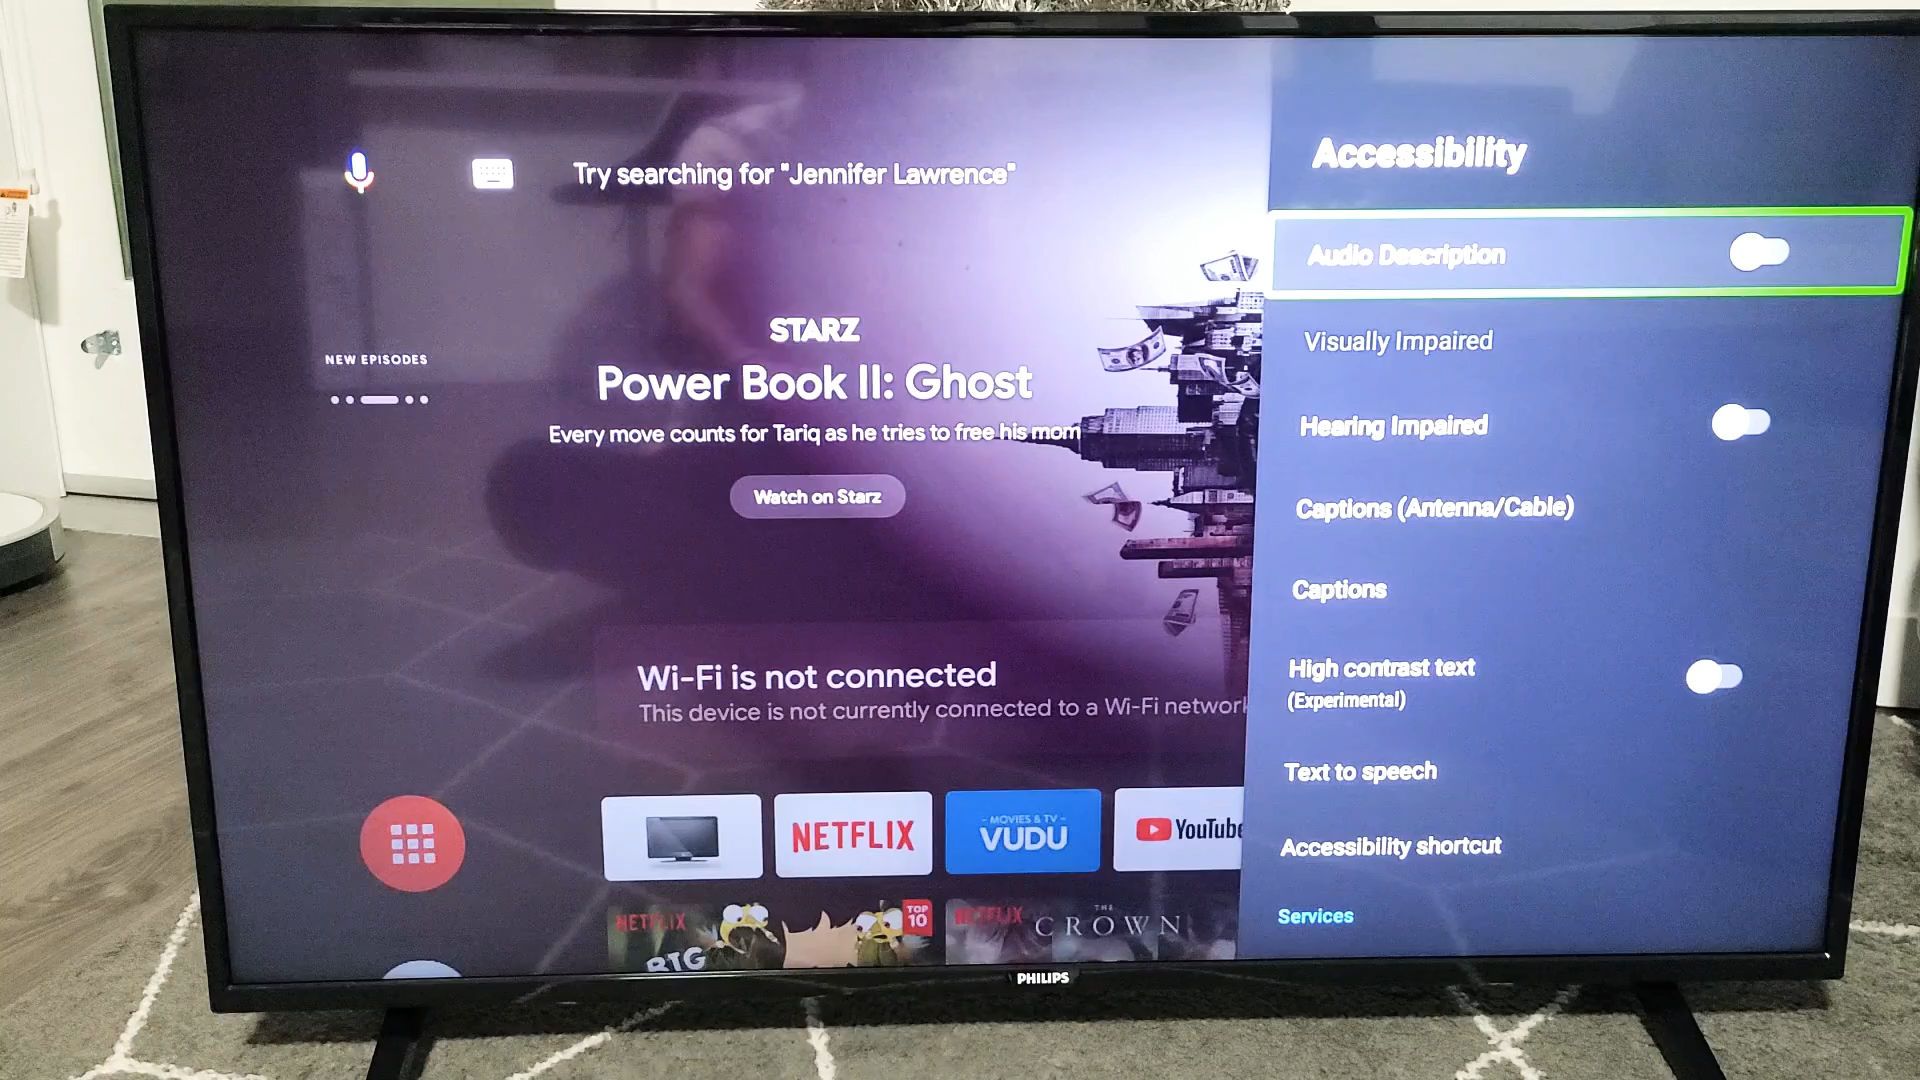 Try searching for "Jennifer Lawrence"
NEW EPISODES
STARZ
Power Book II: Ghost
Every move counts for Tariq as he tries to free his mom
Watch on Starz
Wi-Fi is not connected
This device is not currently connected to a Wi-Fi network
NETFLIX
- MOVIES & TV -
VUDU
YouTube
NETFLIX
BIG
TOP
10
NETFLIX
THE
CROWN
Accessibility
Audio Description
Visually Impaired
Hearing Impaired
Captions (Antenna/Cable)
Captions
High contrast text
(Experimental)
Text to speech
Accessibility shortcut
Services
PHILIPS